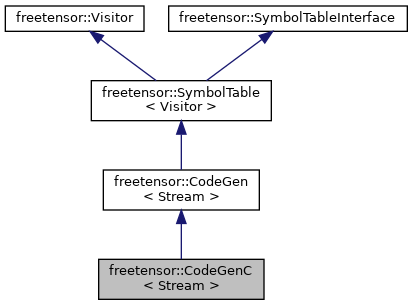 freetensor::Visitor
freetensor::SymbolTableInterface
freetensor::SymbolTable
< Visitor >
freetensor::CodeGen
< Stream >
freetensor::CodeGenC
< Stream >